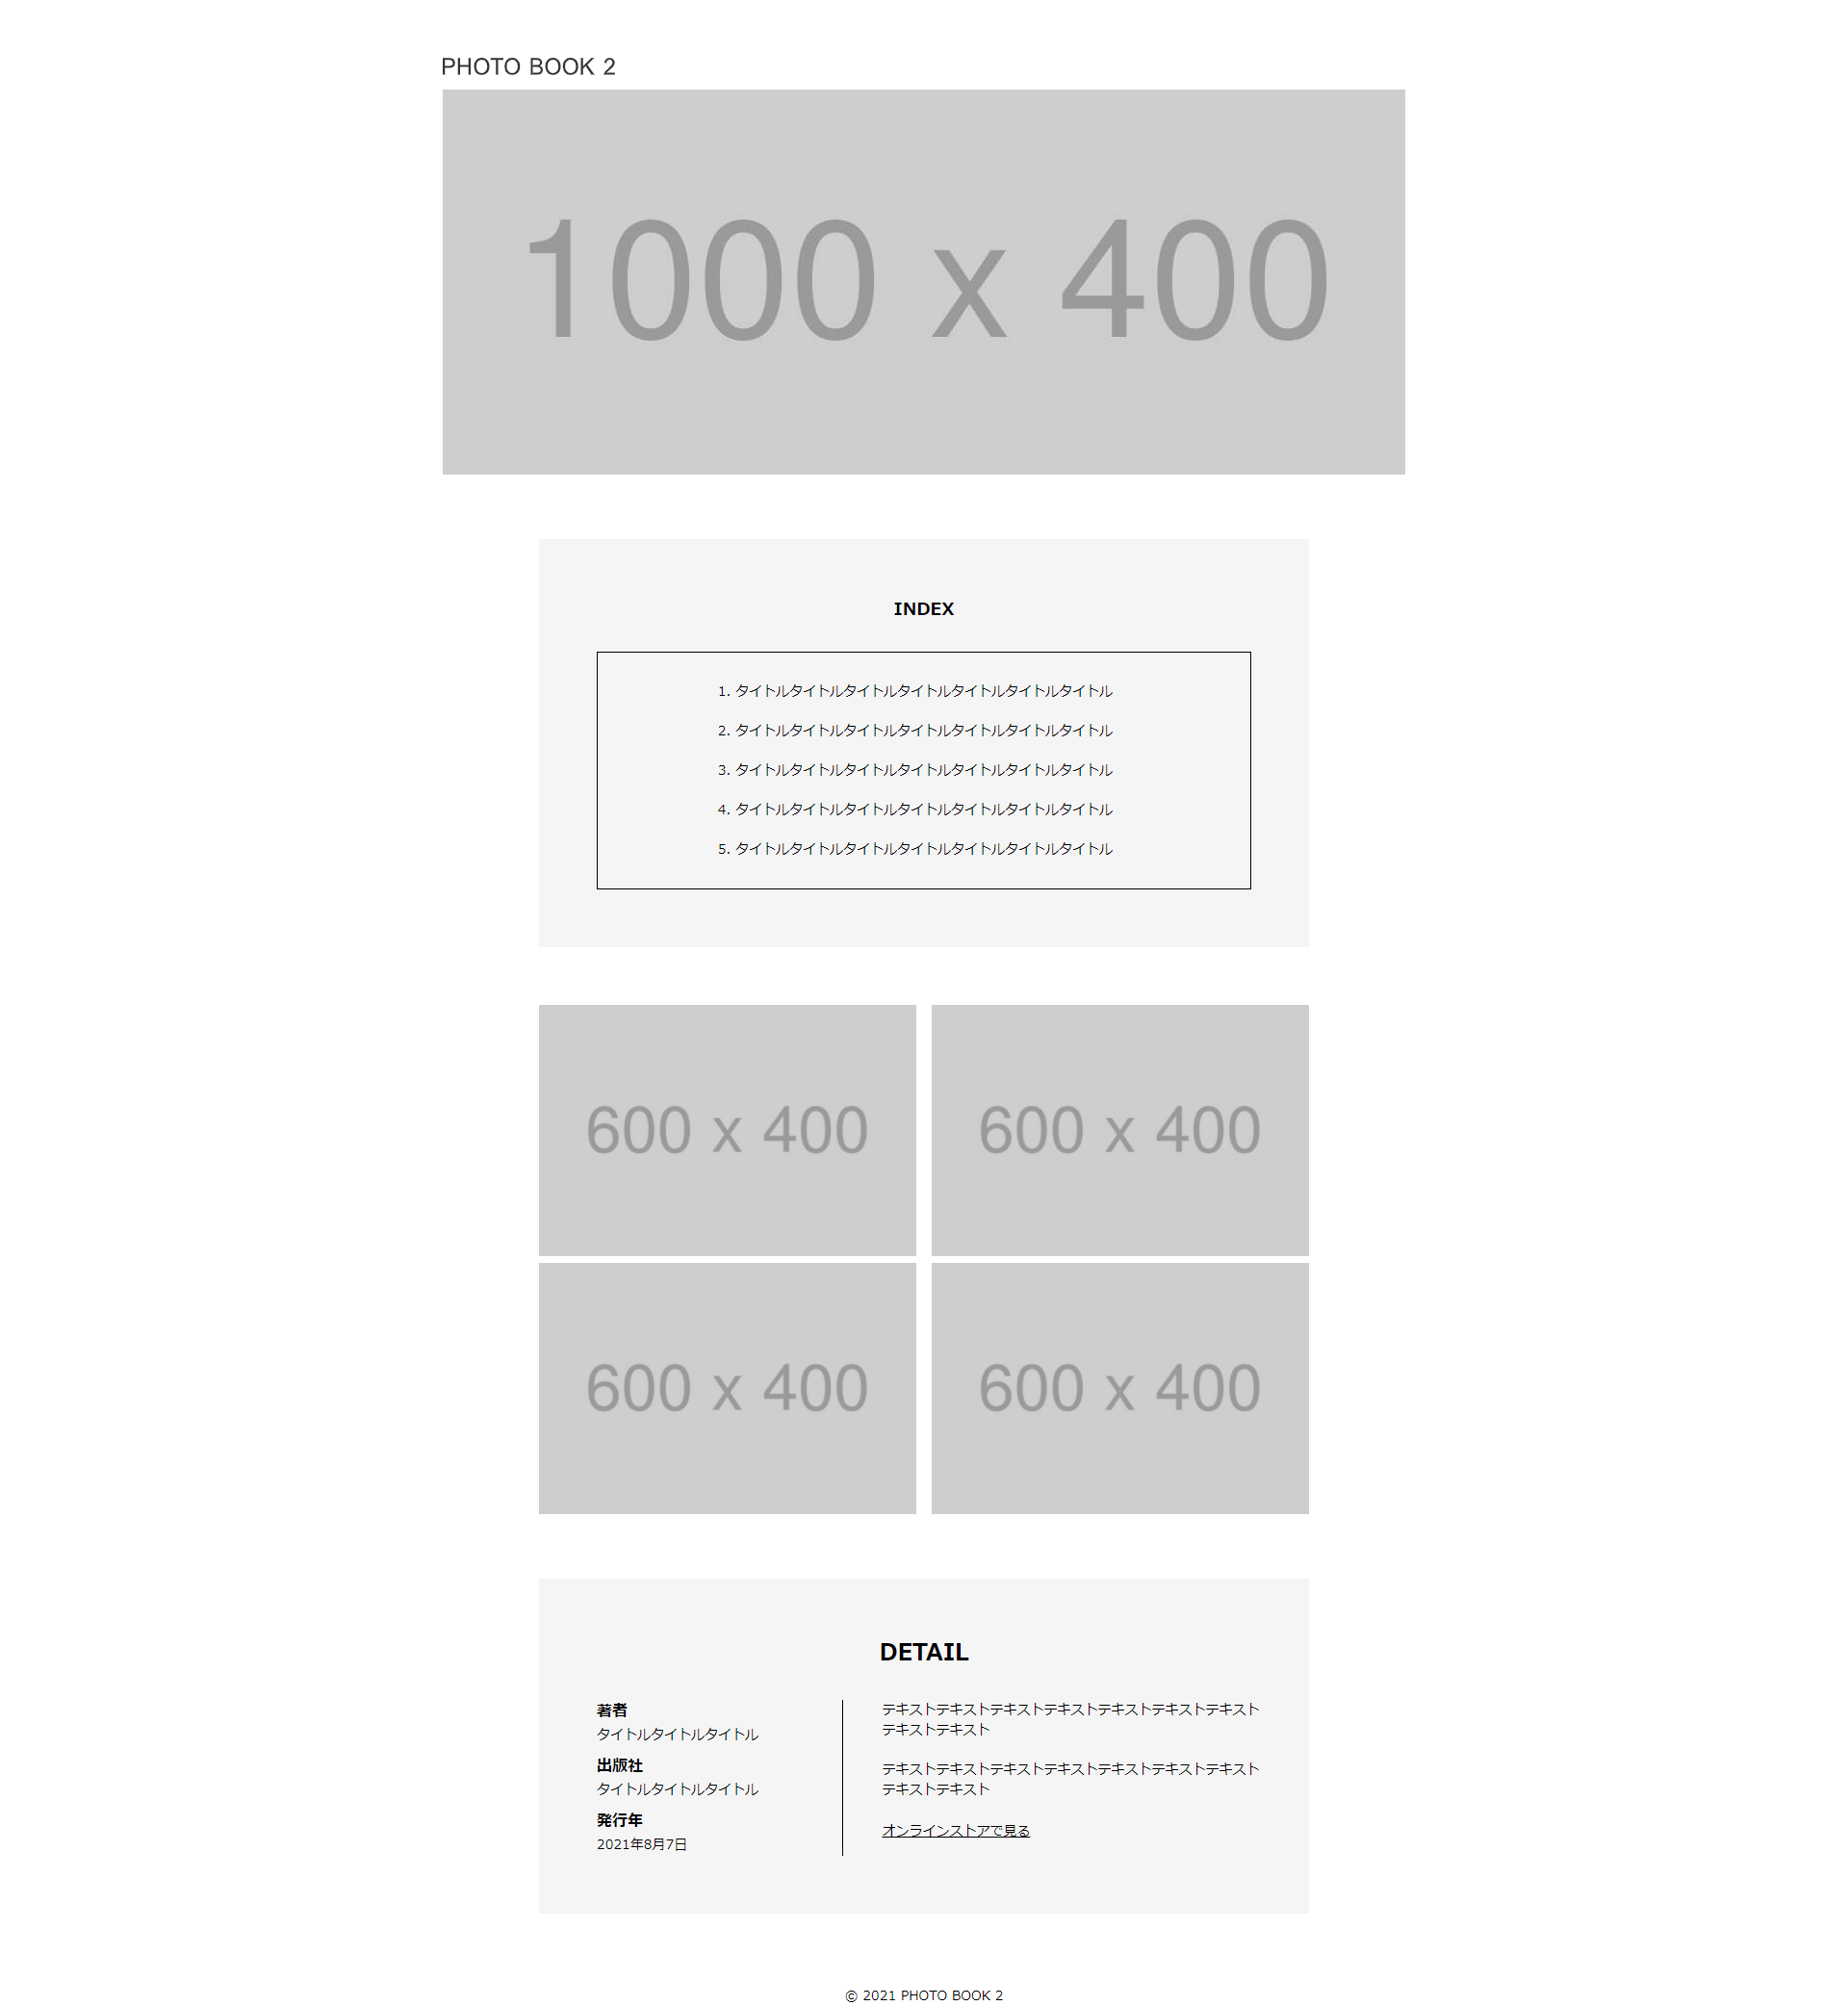 PHOTO BOOK 2
1000 x 400
INDEX
1. タイトルタイトルタイトルタイトルタイトルタイトルタイトル
2. タイトルタイトルタイトルタイトルタイトルタイトルタイトル
3. タイトルタイトルタイトルタイトルタイトルタイトルタイトル
4. タイトルタイトルタイトルタイトルタイトルタイトルタイトル
5. タイトルタイトルタイトルタイトルタイトルタイトルタイトル
600 x 400
600 x 400
600 x 400
600 x 400
DETAIL
著者
タイトルタイトルタイトル
出版社
タイトルタイトルタイトル
発行年
2021年8月7日
テキストテキストテキストテキストテキストテキストテキスト
テキストテキスト
テキストテキストテキストテキストテキストテキストテキスト
テキストテキスト
オンラインストアで見る
© 2021 PHOTO BOOK 2